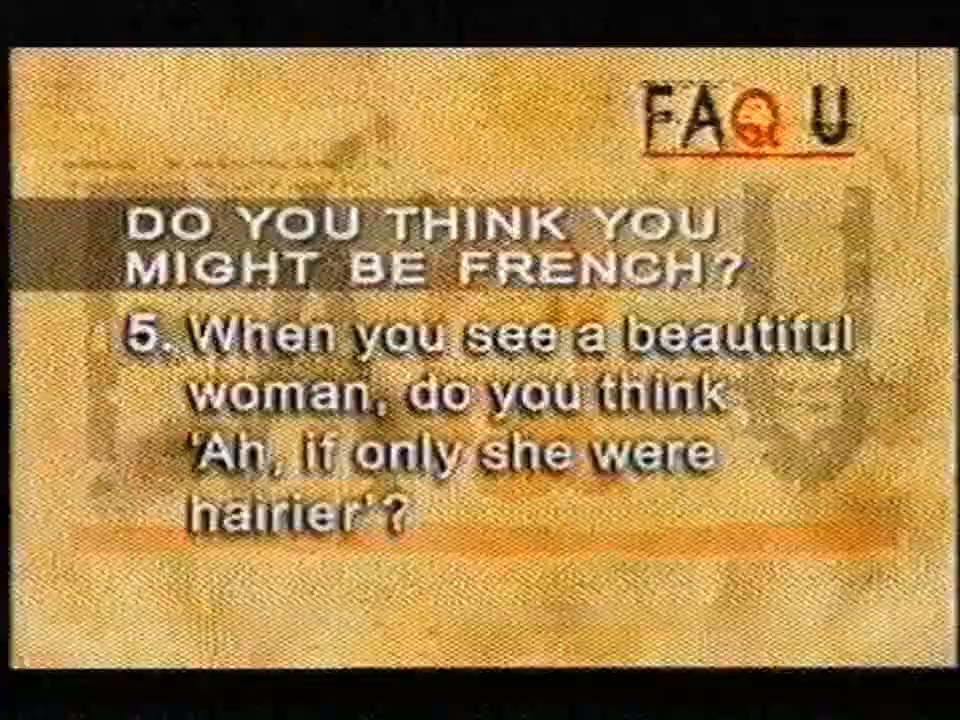 FAQ U
DO YOU THINK YOU
MIGHT BE FRENCH?
5. When you see a beautiful
woman, do you think
'Ah, if only she were
hairier'?